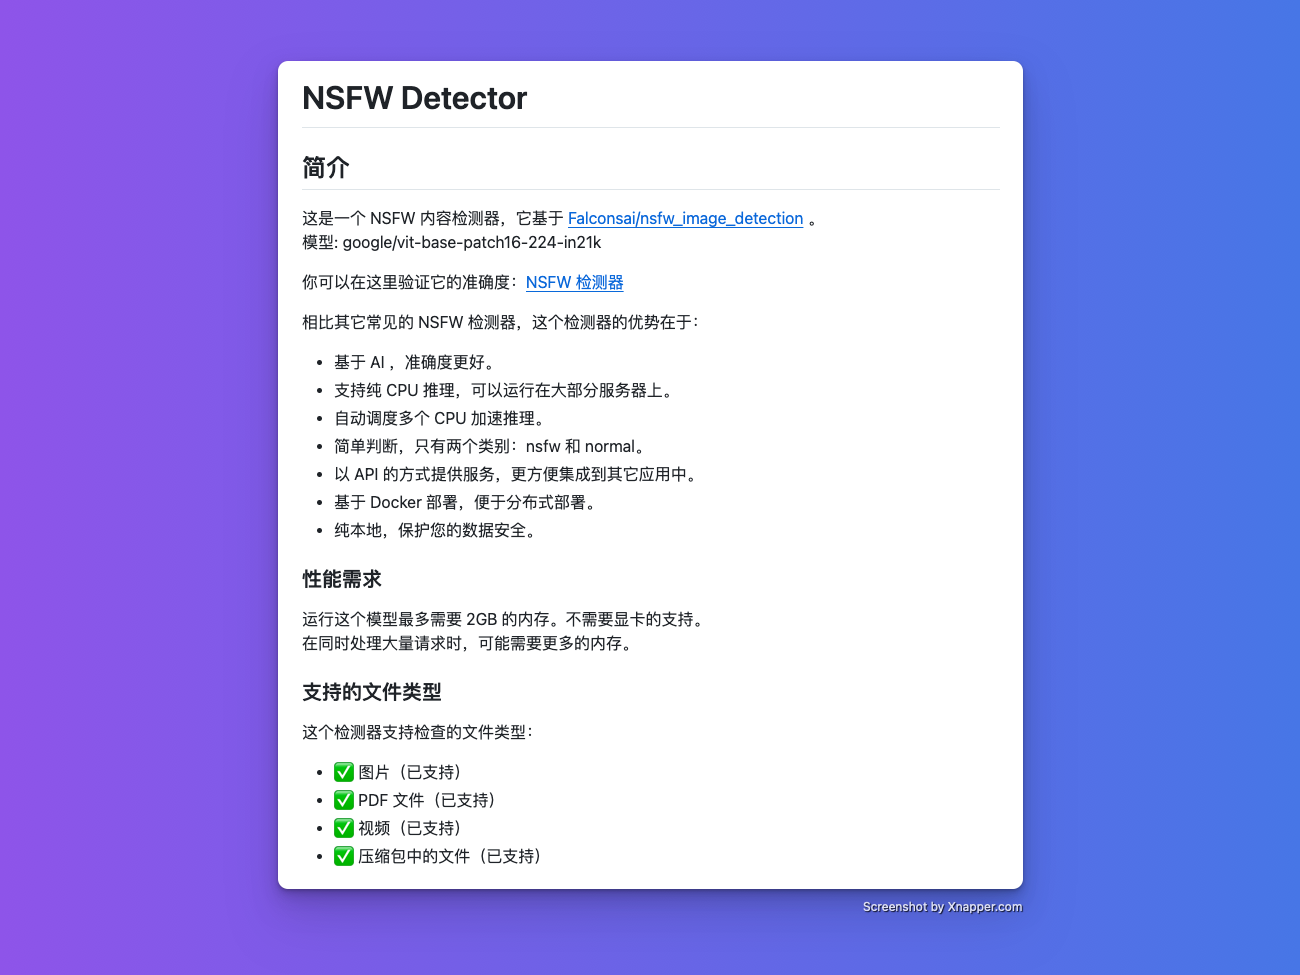 NSFW Detector
简介
这是一个 NSFW 内容检测器，它基于 Falconsai/nsfw_image_detection 。
模型: google/vit-base-patch16-224-in21k
你可以在这里验证它的准确度：NSFW 检测器
相比其它常见的 NSFW 检测器，这个检测器的优势在于：
• 基于 AI ，准确度更好。
• 支持纯 CPU 推理，可以运行在大部分服务器上。
• 自动调度多个 CPU 加速推理。
• 简单判断，只有两个类别：nsfw 和 normal。
• 以 API 的方式提供服务，更方便集成到其它应用中。
• 基于 Docker 部署，便于分布式部署。
• 纯本地，保护您的数据安全。
性能需求
运行这个模型最多需要 2GB 的内存。不需要显卡的支持。
在同时处理大量请求时，可能需要更多的内存。
支持的文件类型
这个检测器支持检查的文件类型：
• ✅ 图片（已支持）
• ✅ PDF 文件（已支持）
• ✅ 视频（已支持）
• ✅ 压缩包中的文件（已支持）
Screenshot by Xnapper.com